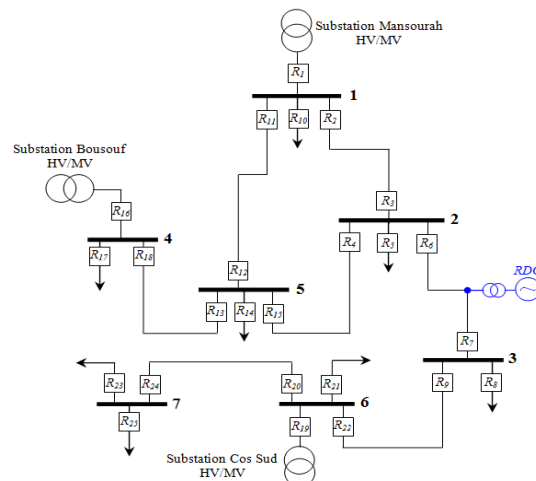 Substation Mansourah
HV/MV
R1
1
R11
R10
R2
Substation Bousouf
HV/MV
R16
R3
2
4
R4
R5
R6
R17
R18
R12
5
RDG
R13
R14
R15
R7
3
R9
R8
R23
R24
R20
R21
7
6
R25
R19
R22
Substation Cos Sud
HV/MV